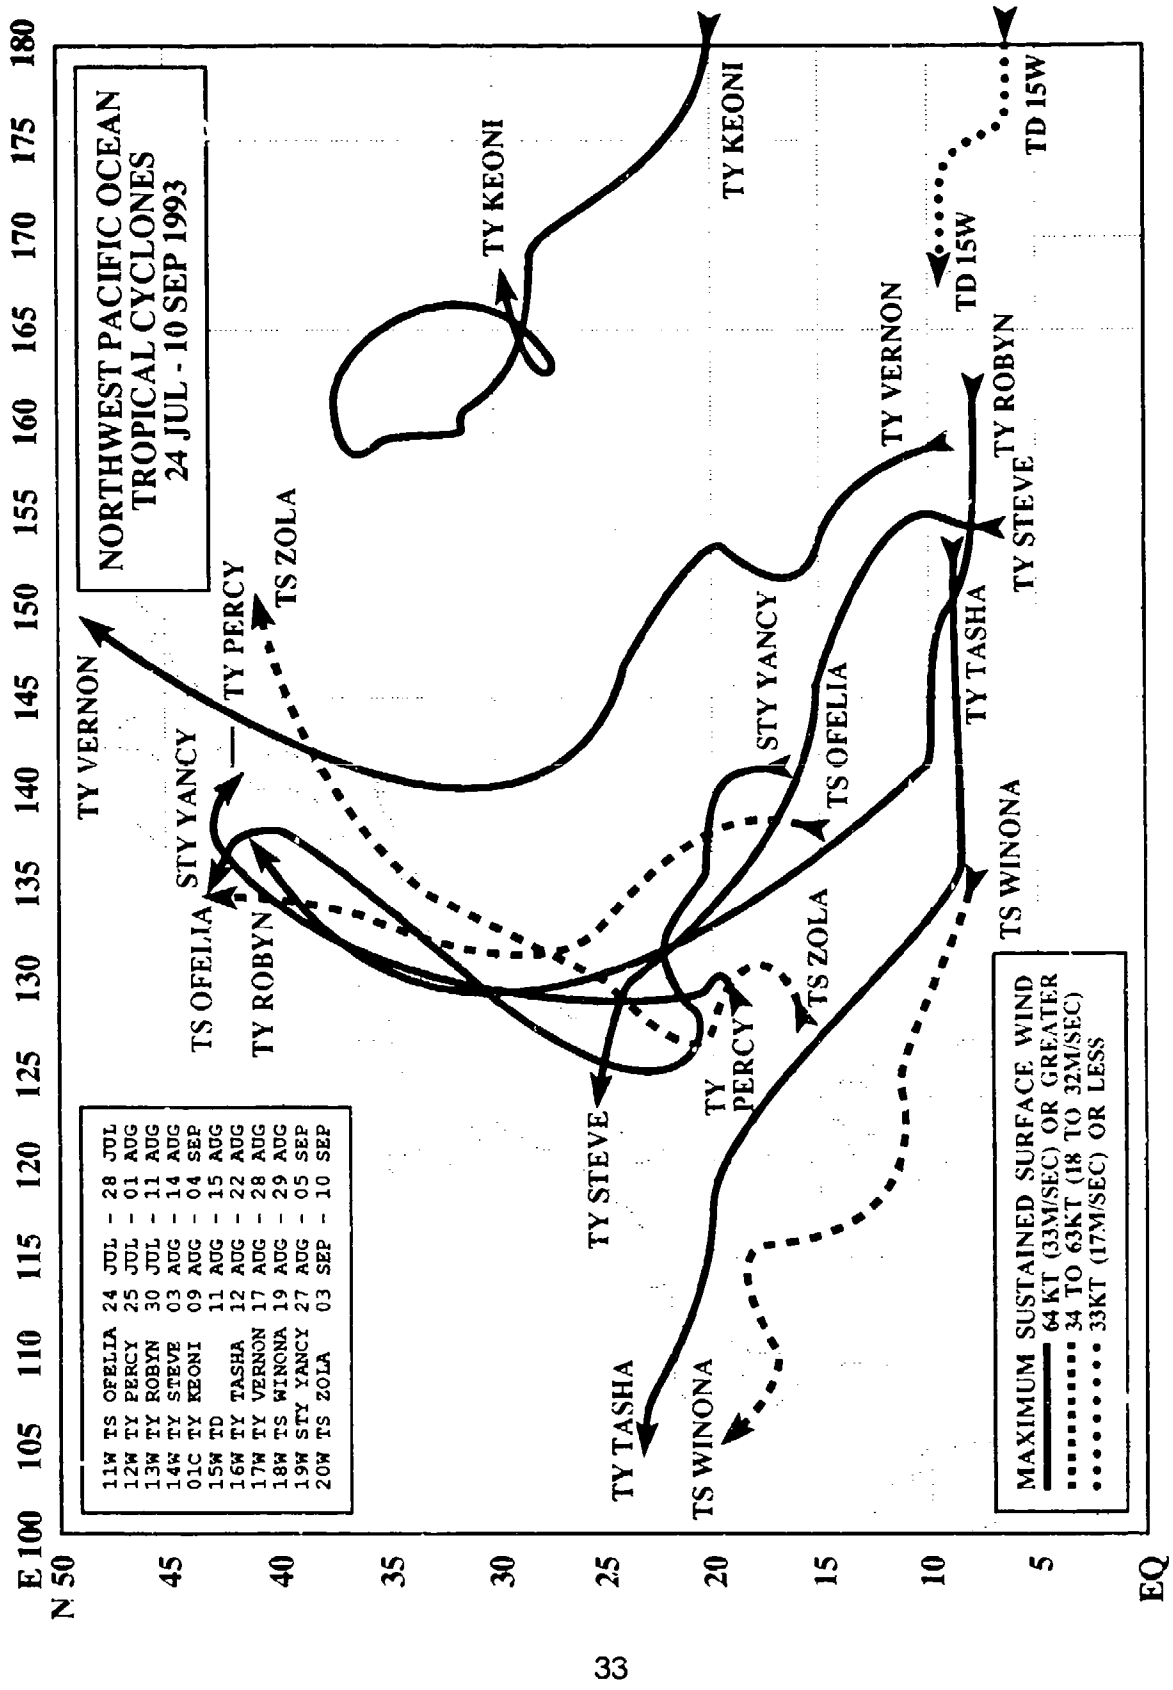 NORTHWEST PACIFIC OCEAN
TROPICAL CYCLONES
24 JUL - 10 SEP 1993
E 100 105 110 115 120 125 130 135 140 145 150 155 160 165 170 175 180
N 50
45
40
35
30
25
20
15
10
5
EQ
11W TS OFELIA 24 JUL - 28 JUL
12W TY PERCY 25 JUL - 01 AUG
13W TY ROBYN 30 JUL - 11 AUG
14W TY STEVE 03 AUG - 14 AUG
01C TY KEONI 09 AUG - 04 SEP
15W TD 11 AUG - 15 AUG
16W TY TASHA 12 AUG - 22 AUG
17W TY VERNON 17 AUG - 28 AUG
18W TS WINONA 19 AUG - 29 AUG
19W STY YANCY 27 AUG - 05 SEP
20W TS ZOLA 03 SEP - 10 SEP
TY VERNON
STY YANCY
TS OFELIA
TY PERCY
TY ROBYN
TS ZOLA
TY KEONI
TY KEONI
TY STEVE
TY TASHA
TS WINONA
TY
PERCY
TS ZOLA
TS OFELIA
STY YANCY
TY VERNON
TD 15W
TD 15W
TY TASHA
TY ROBYN
TY STEVE
TS WINONA
MAXIMUM SUSTAINED SURFACE WIND
64 KT (33M/SEC) OR GREATER
34 TO 63KT (18 TO 32M/SEC)
33KT (17M/SEC) OR LESS
33